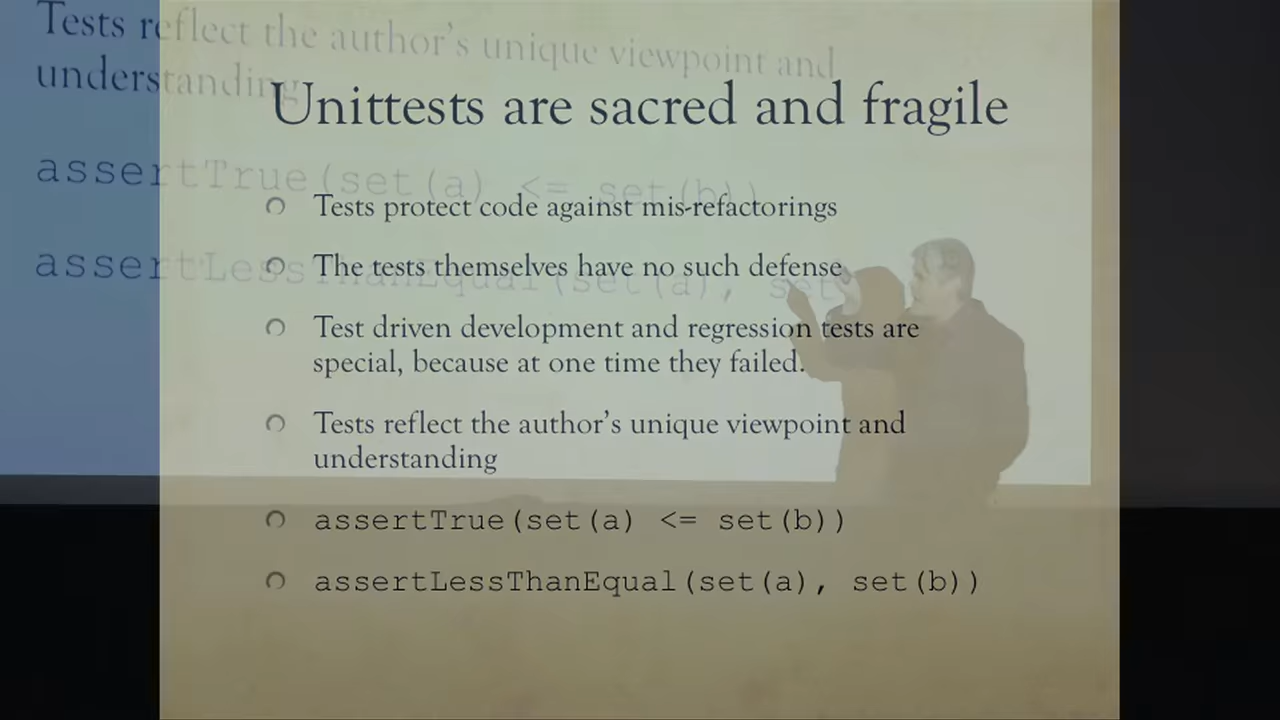 Tests reflect the author's unique viewpoint and
understanding
assertTrue(set(a) <= set(b))
assertLessThanEqual(set(a), set
Unittests are sacred and fragile
Tests protect code against mis-refactorings
The tests themselves have no such defense
Test driven development and regression tests are
special, because at one time they failed.
Tests reflect the author's unique viewpoint and
understanding
assertTrue(set(a) <= set(b))
assertLessThanEqual(set(a), set(b))